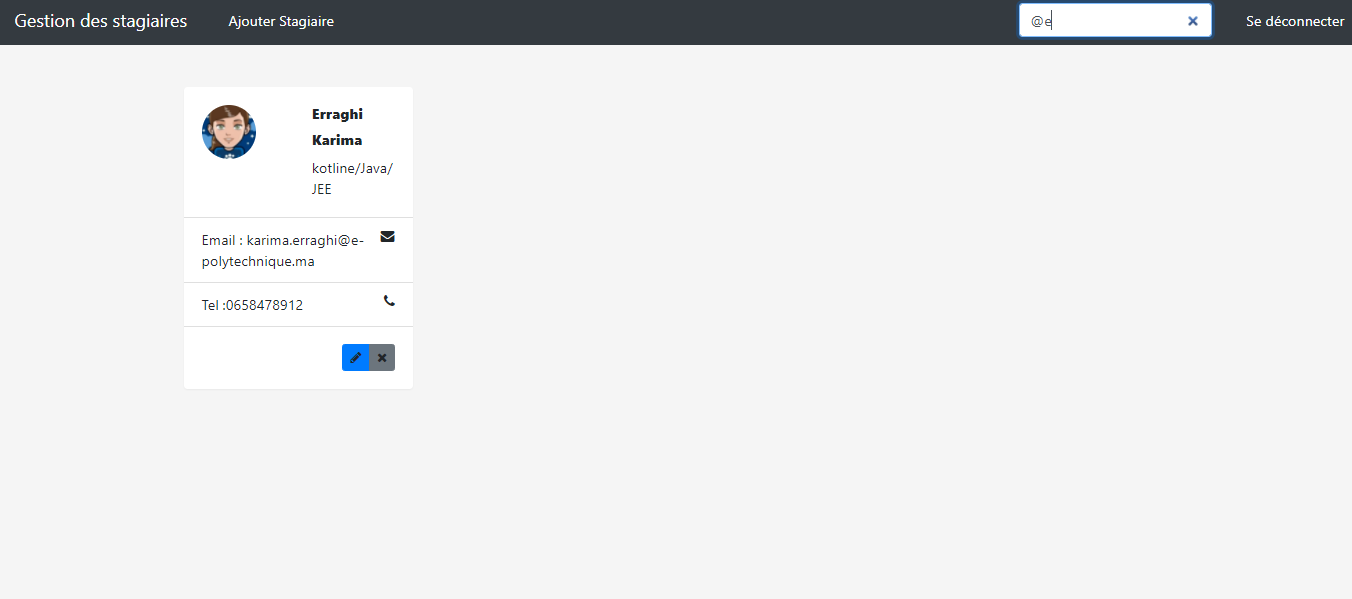 Gestion des stagiaires
Ajouter Stagiaire
@e
Se déconnecter
Erraghi
Karima
kotline/Java/
JEE
Email : karima.erraghi@e-
polytechnique.ma
Tel :0658478912